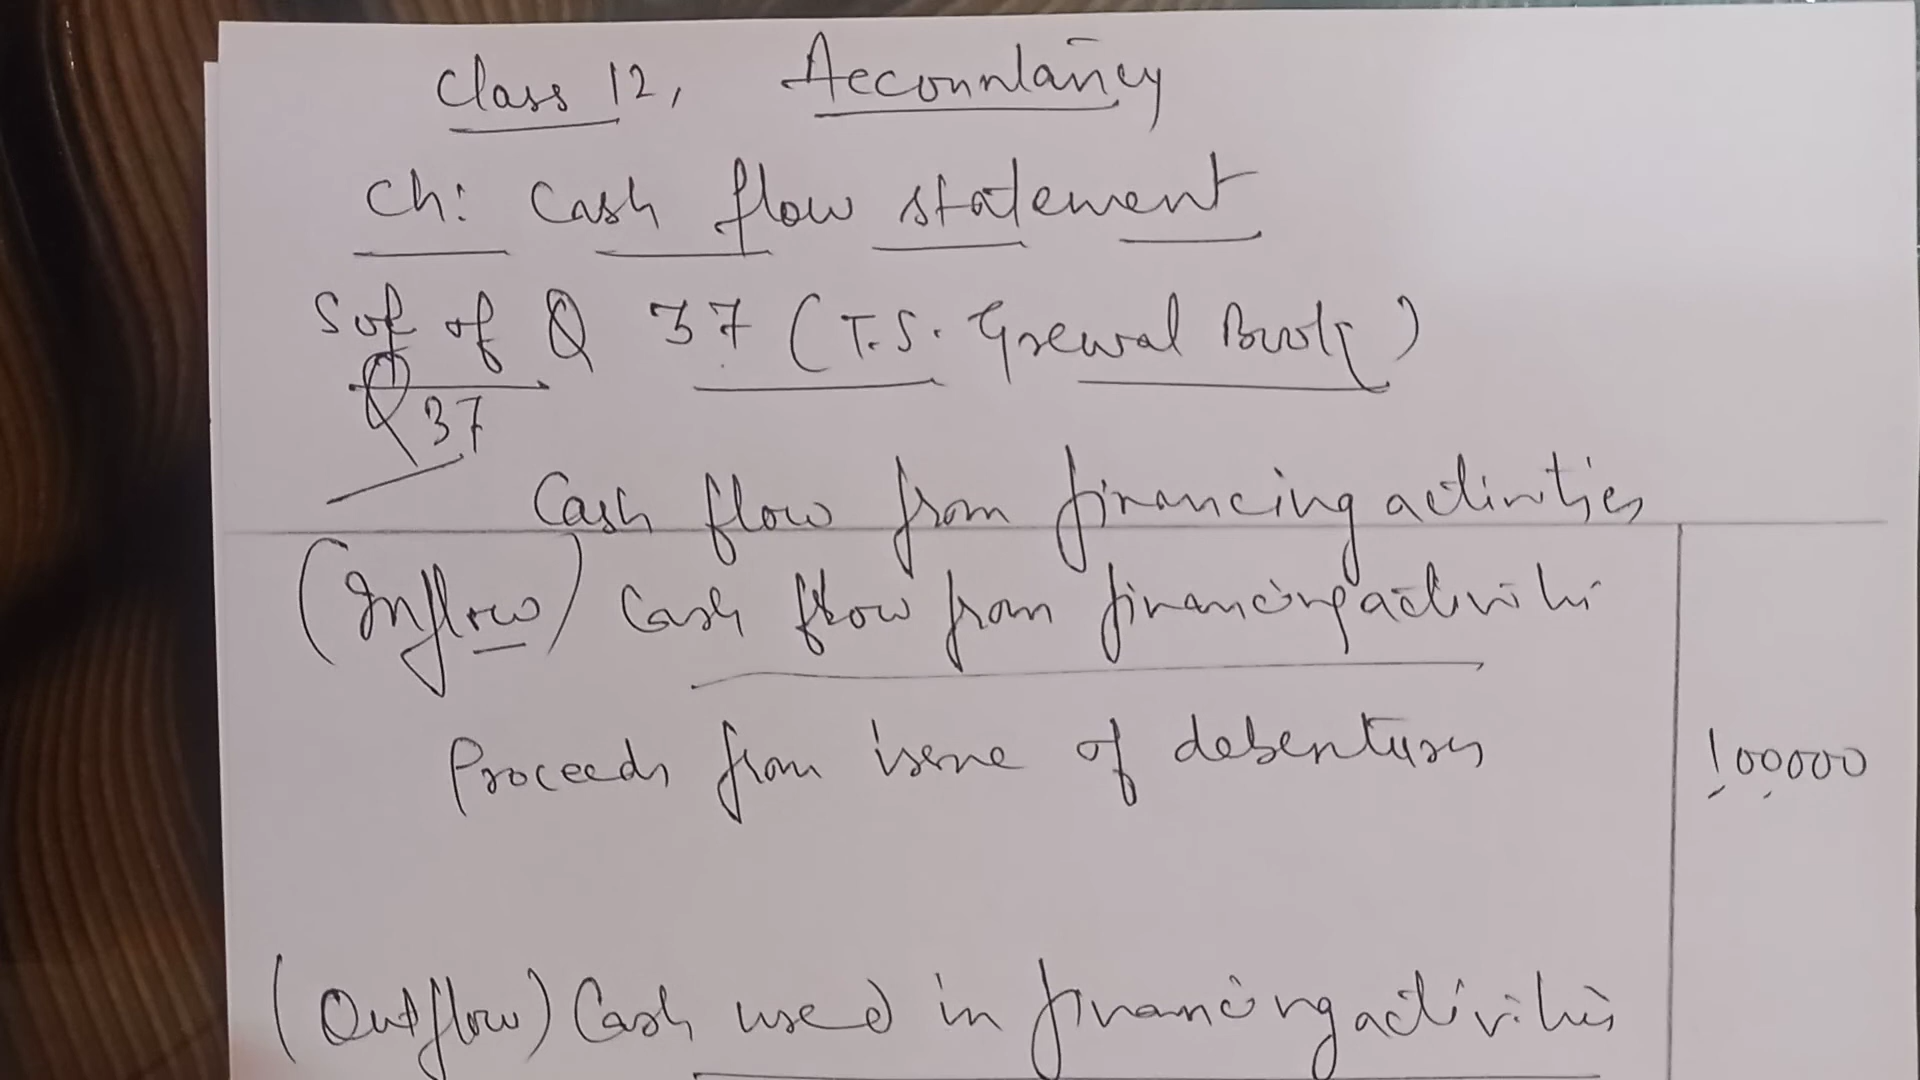 Class 12, Accountancy
Ch: Cash flow statement
Sol of Q 37 (T.S. Grewal Book)
Q 37
Cash flow from financing activities
(Inflow) Cash flow from financing activities
Proceeds from issue of debentures 100000
(Outflow) Cash used in financing activities